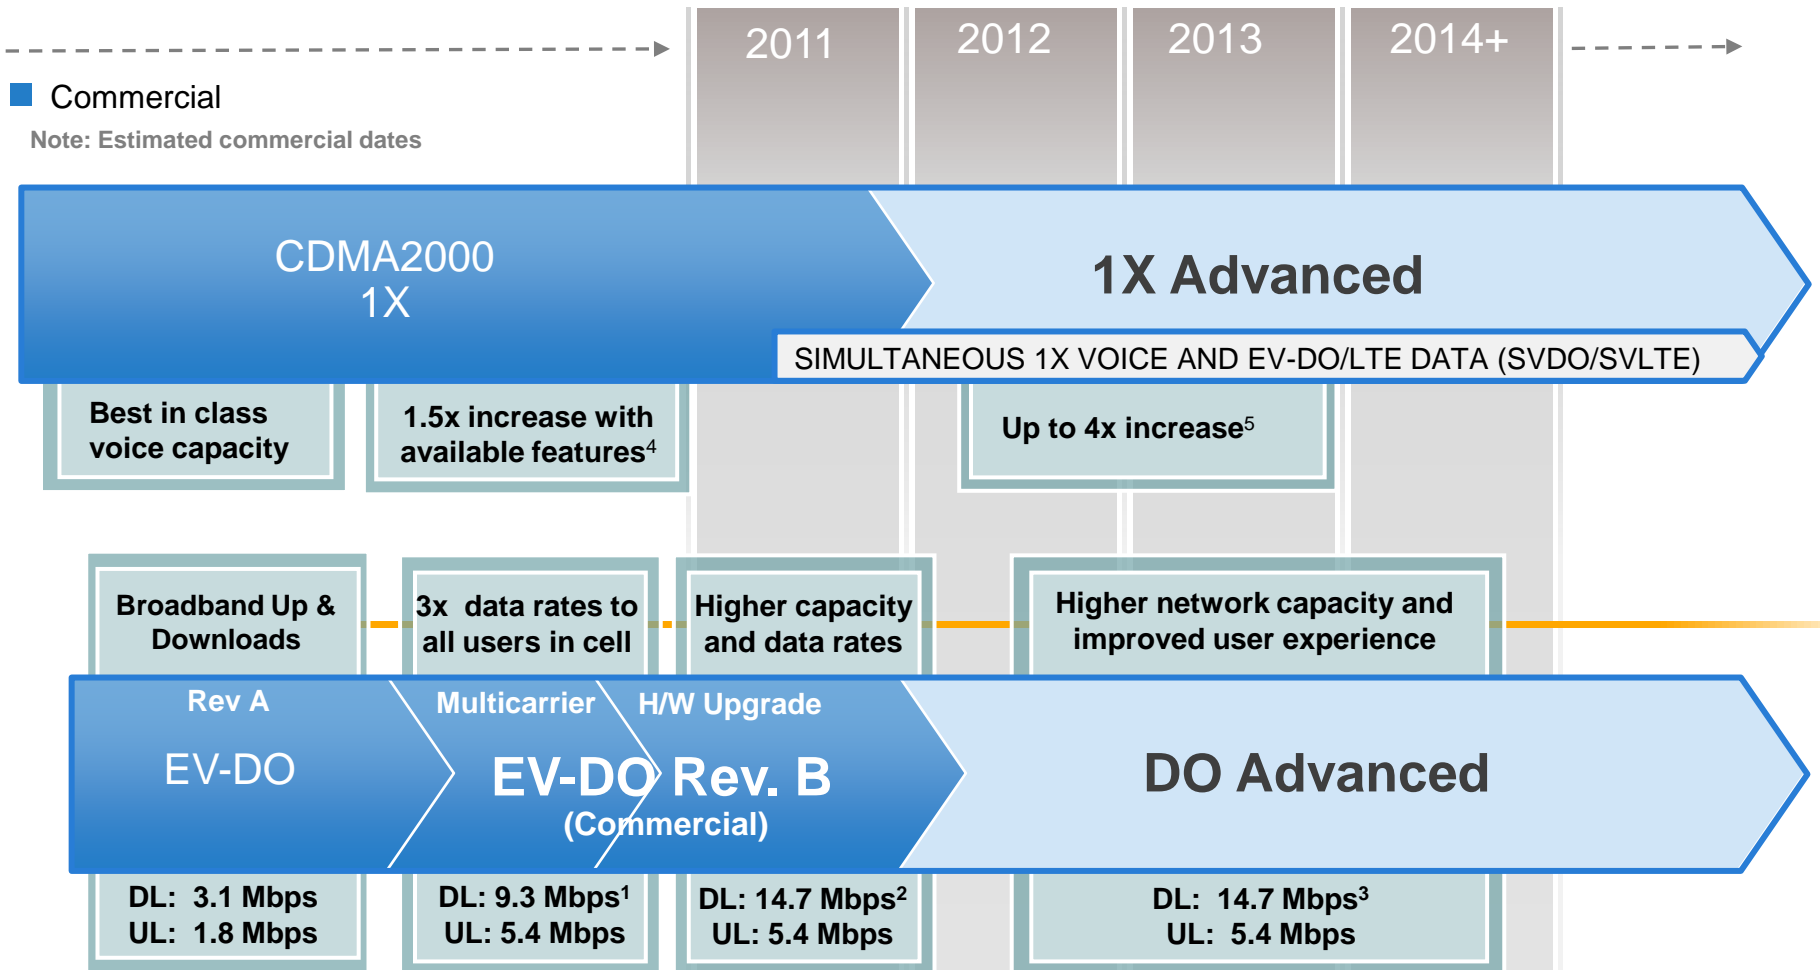 2011
2012
2013
2014+
Commercial
Note: Estimated commercial dates
CDMA2000
1X
1X Advanced
SIMULTANEOUS 1X VOICE AND EV-DO/LTE DATA (SVDO/SVLTE)
Best in class
voice capacity
1.5x increase with
available features⁴
Up to 4x increase⁵
Broadband Up &
Downloads
3x data rates to
all users in cell
Higher capacity
and data rates
Higher network capacity and
improved user experience
Rev A
EV-DO
Multicarrier
H/W Upgrade
EV-DO Rev. B
(Commercial)
DO Advanced
DL: 3.1 Mbps
UL: 1.8 Mbps
DL: 9.3 Mbps¹
UL: 5.4 Mbps
DL: 14.7 Mbps²
UL: 5.4 Mbps
DL: 14.7 Mbps³
UL: 5.4 Mbps